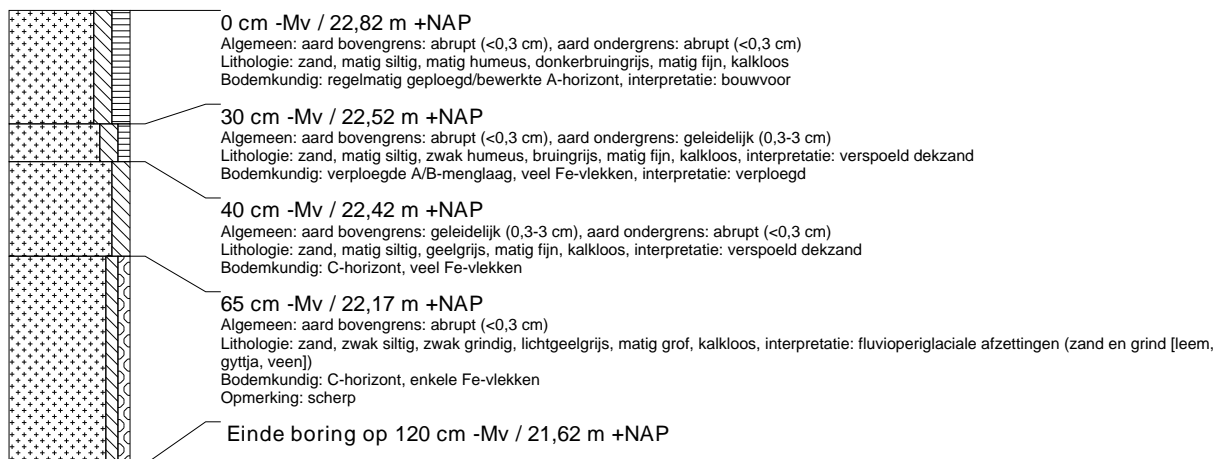 0 cm -Mv / 22,82 m +NAP
Algemeen: aard bovengrens: abrupt (<0,3 cm), aard ondergrens: abrupt (<0,3 cm)
Lithologie: zand, matig siltig, matig humeus, donkerbruingrijs, matig fijn, kalkloos
Bodemkundig: regelmatig geploegd/bewerkte A-horizont, interpretatie: bouwvoor
30 cm -Mv / 22,52 m +NAP
Algemeen: aard bovengrens: abrupt (<0,3 cm), aard ondergrens: geleidelijk (0,3-3 cm)
Lithologie: zand, matig siltig, zwak humeus, bruingrijs, matig fijn, kalkloos, interpretatie: verspoeld dekzand
Bodemkundig: verploegde A/B-menglaag, veel Fe-vlekken, interpretatie: verploegd
40 cm -Mv / 22,42 m +NAP
Algemeen: aard bovengrens: geleidelijk (0,3-3 cm), aard ondergrens: abrupt (<0,3 cm)
Lithologie: zand, matig siltig, geelgrijs, matig fijn, kalkloos, interpretatie: verspoeld dekzand
Bodemkundig: C-horizont, veel Fe-vlekken
65 cm -Mv / 22,17 m +NAP
Algemeen: aard bovengrens: abrupt (<0,3 cm)
Lithologie: zand, zwak siltig, zwak grindig, lichtgeelgrijs, matig grof, kalkloos, interpretatie: fluvioperiglaciale afzettingen (zand en grind [leem,
gyttja, veen])
Bodemkundig: C-horizont, enkele Fe-vlekken
Opmerking: scherp
Einde boring op 120 cm -Mv / 21,62 m +NAP